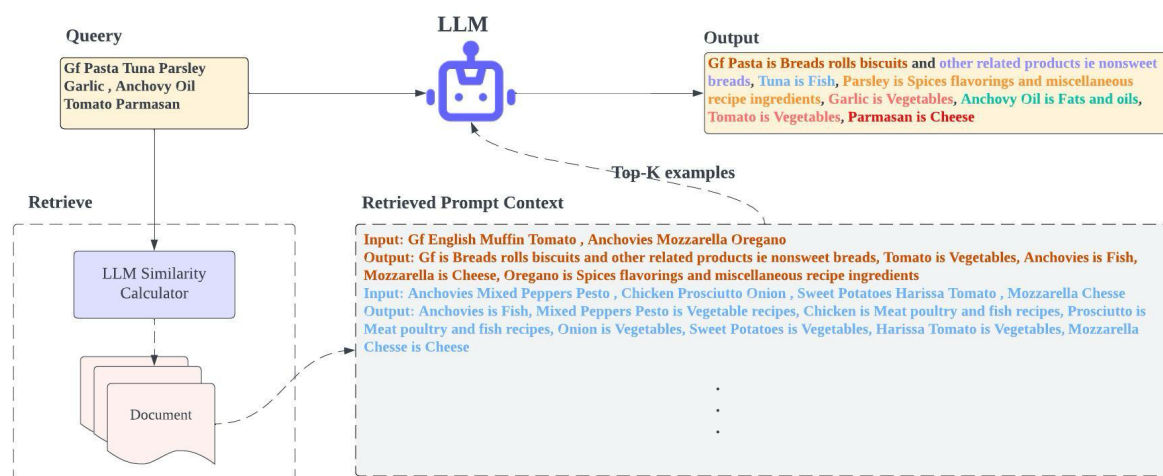 LLM
Queery
Output
Gf Pasta Tuna Parsley
Garlic , Anchovy Oil
Tomato Parmasan
Gf Pasta is Breads rolls biscuits and other related products ie nonsweet
breads, Tuna is Fish, Parsley is Spices flavorings and miscellaneous
recipe ingredients, Garlic is Vegetables, Anchovy Oil is Fats and oils,
Tomato is Vegetables, Parmasan is Cheese
Top-K examples
Retrieve
Retrieved Prompt Context
LLM Similarity
Calculator
Document
Input: Gf English Muffin Tomato , Anchovies Mozzarella Oregano
Output: Gf is Breads rolls biscuits and other related products ie nonsweet breads, Tomato is Vegetables, Anchovies is Fish,
Mozzarella is Cheese, Oregano is Spices flavorings and miscellaneous recipe ingredients
Input: Anchovies Mixed Peppers Pesto , Chicken Prosciutto Onion , Sweet Potatoes Harissa Tomato , Mozzarella Chesse
Output: Anchovies is Fish, Mixed Peppers Pesto is Vegetable recipes, Chicken is Meat poultry and fish recipes, Prosciutto is
Meat poultry and fish recipes, Onion is Vegetables, Sweet Potatoes is Vegetables, Harissa Tomato is Vegetables, Mozzarella
Chesse is Cheese